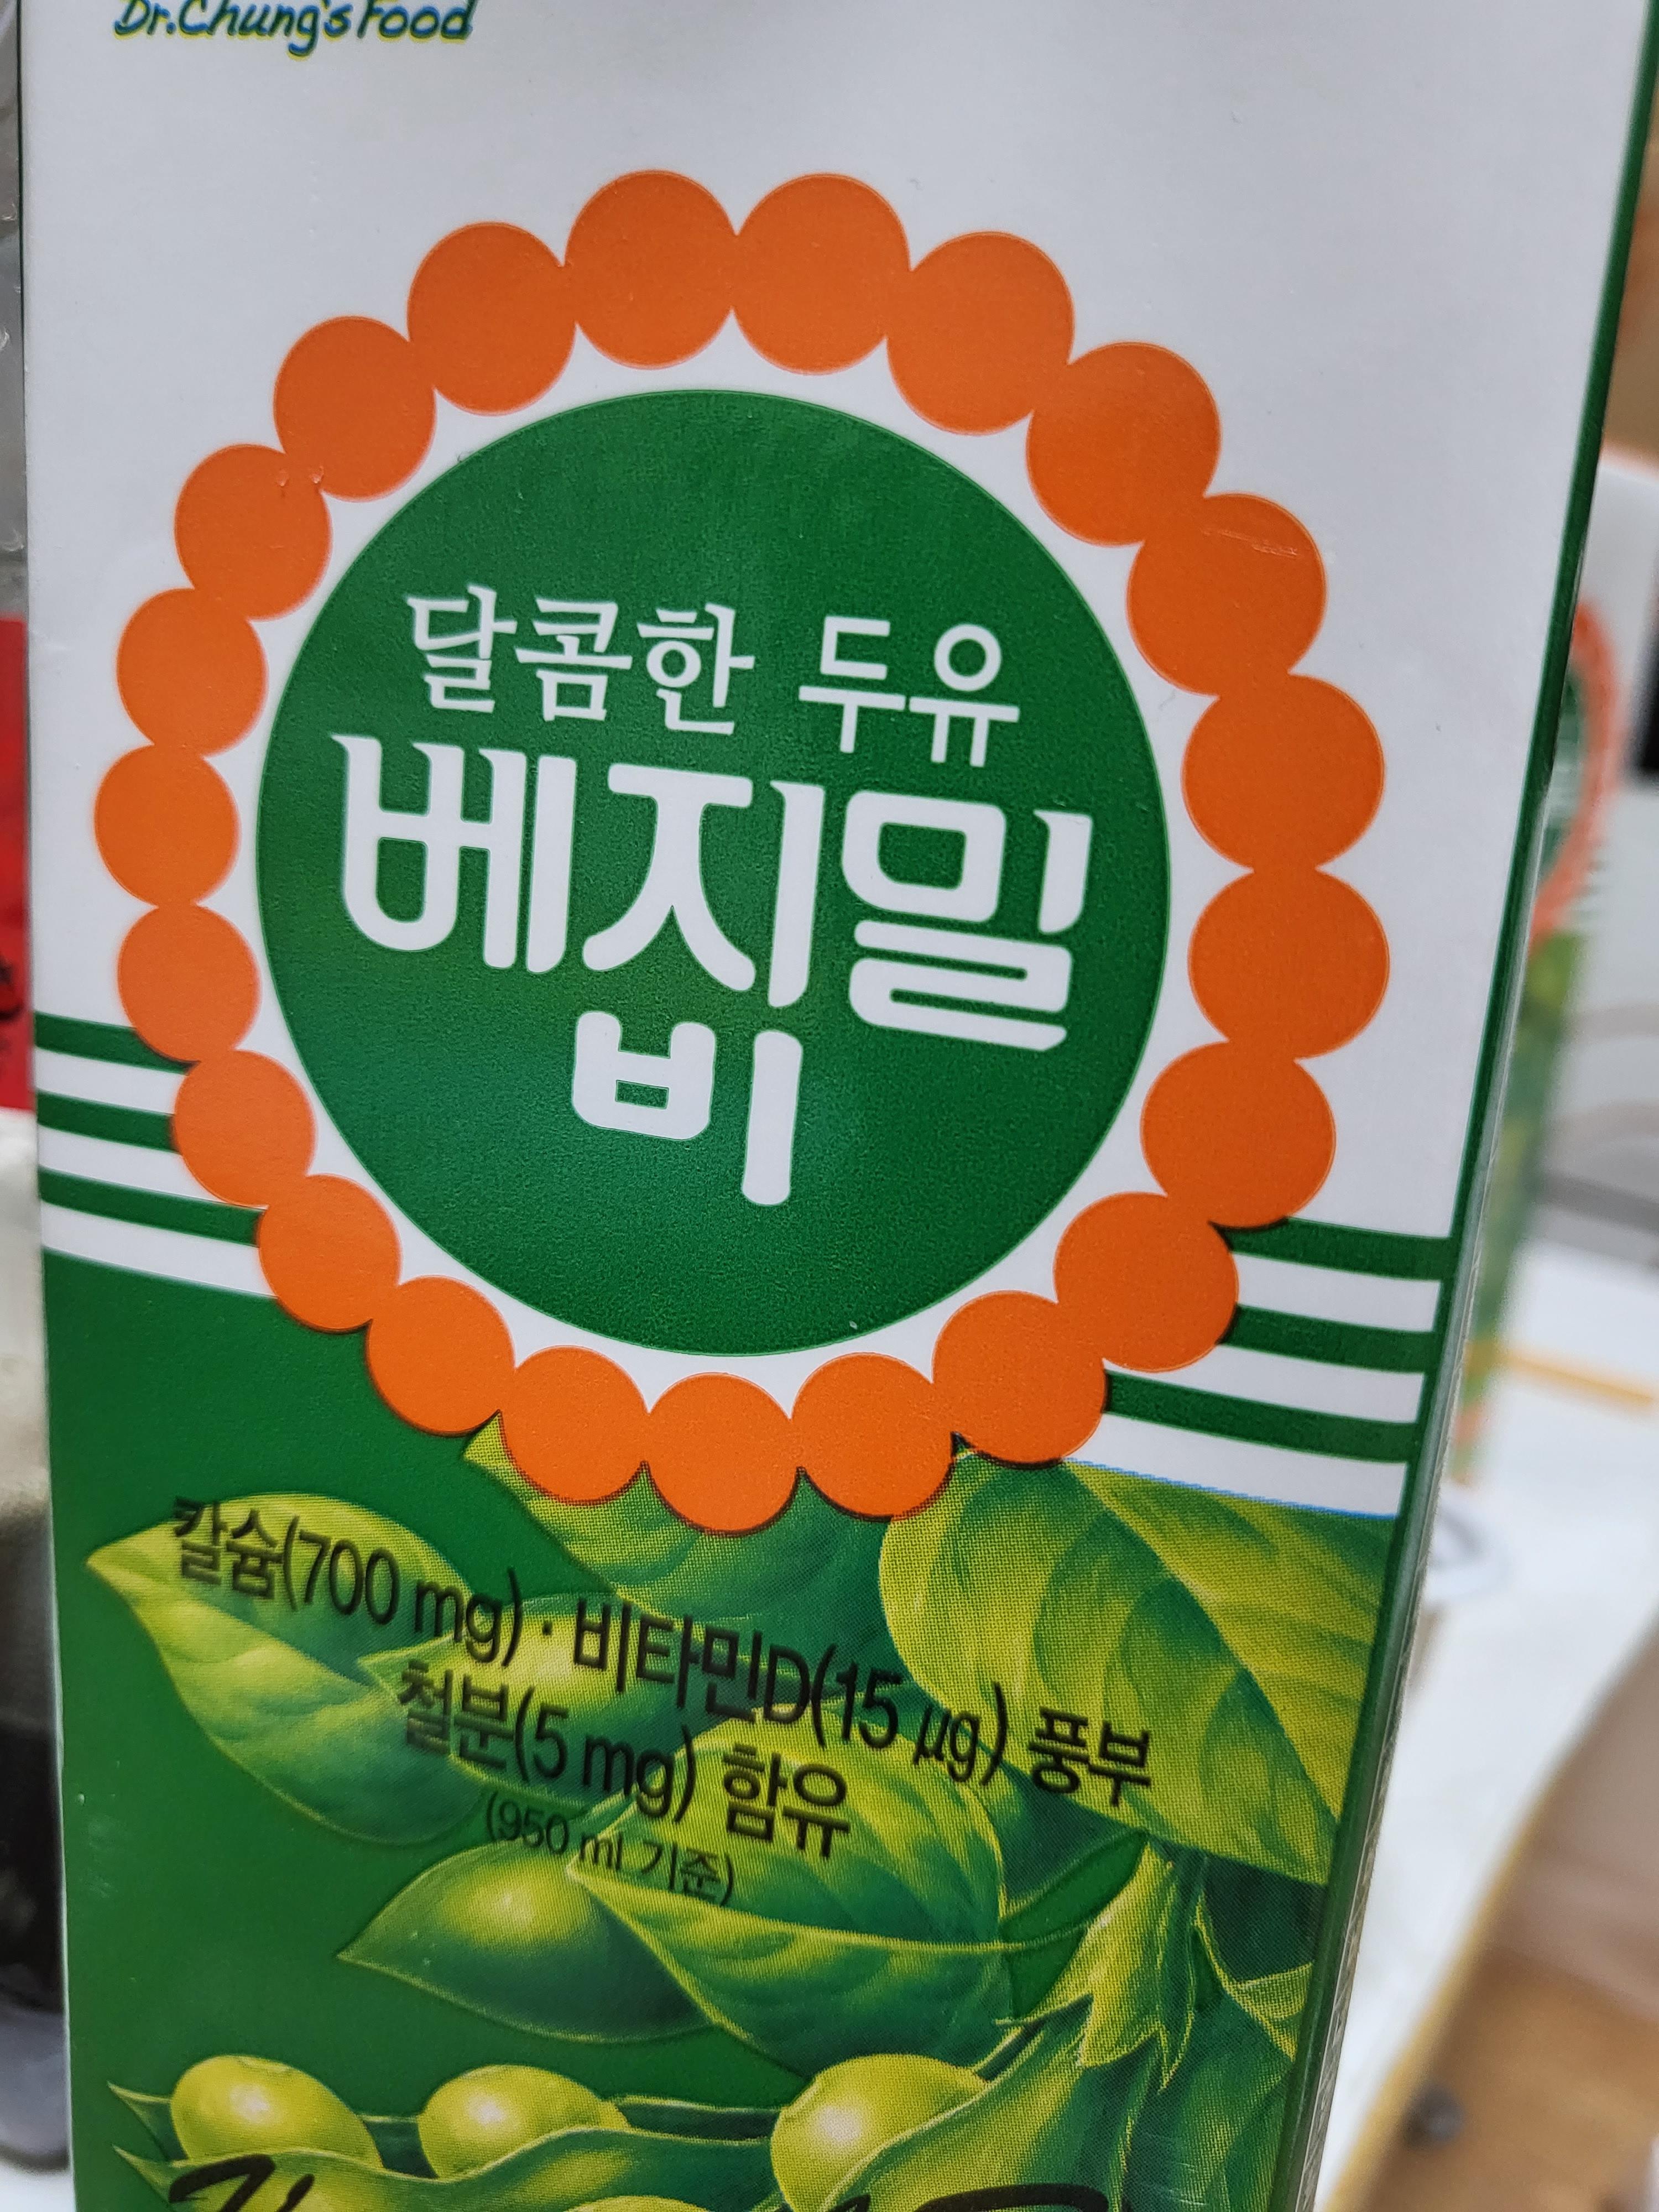 Dr.Chung's Food
달콤한 두유
베지밀
비
칼슘(700 mg)·비타민D(15 µg) 풍부
철분(5 mg) 함유
(950 ml 기준)